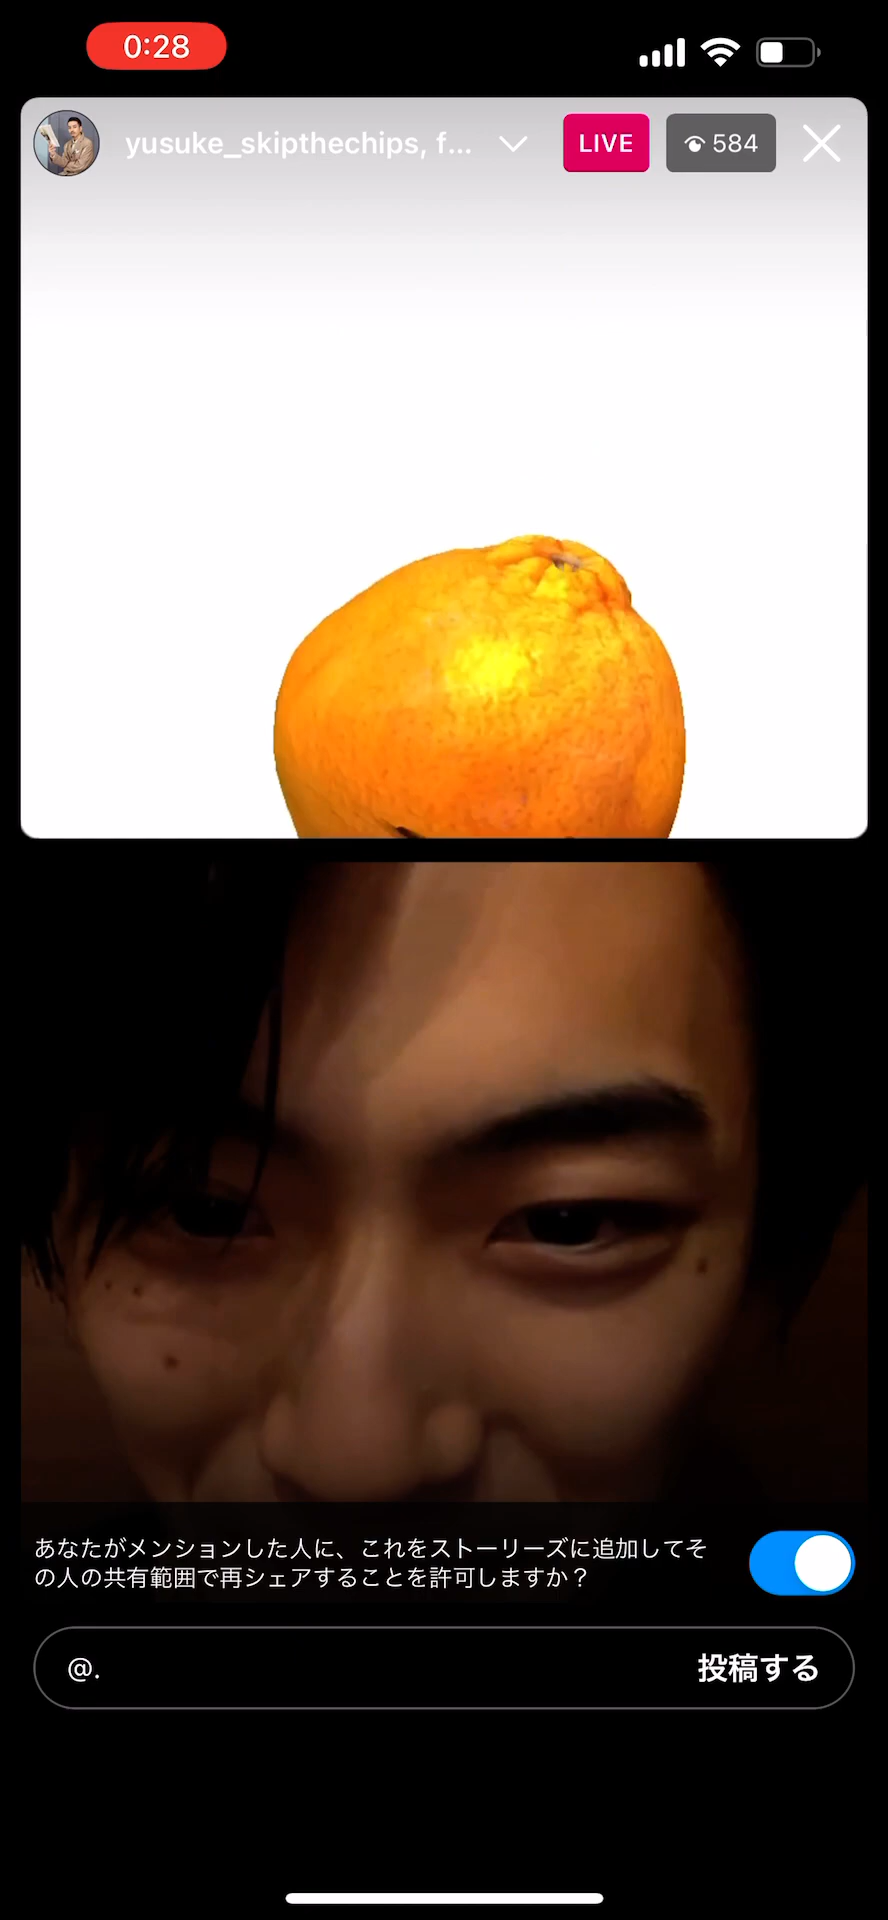 0:28
yusuke_skipthechips, f...
LIVE
584
あなたがメンションした人に、これをストーリーズに追加してそ
の人の共有範囲で再シェアすることを許可しますか？
@.
投稿する